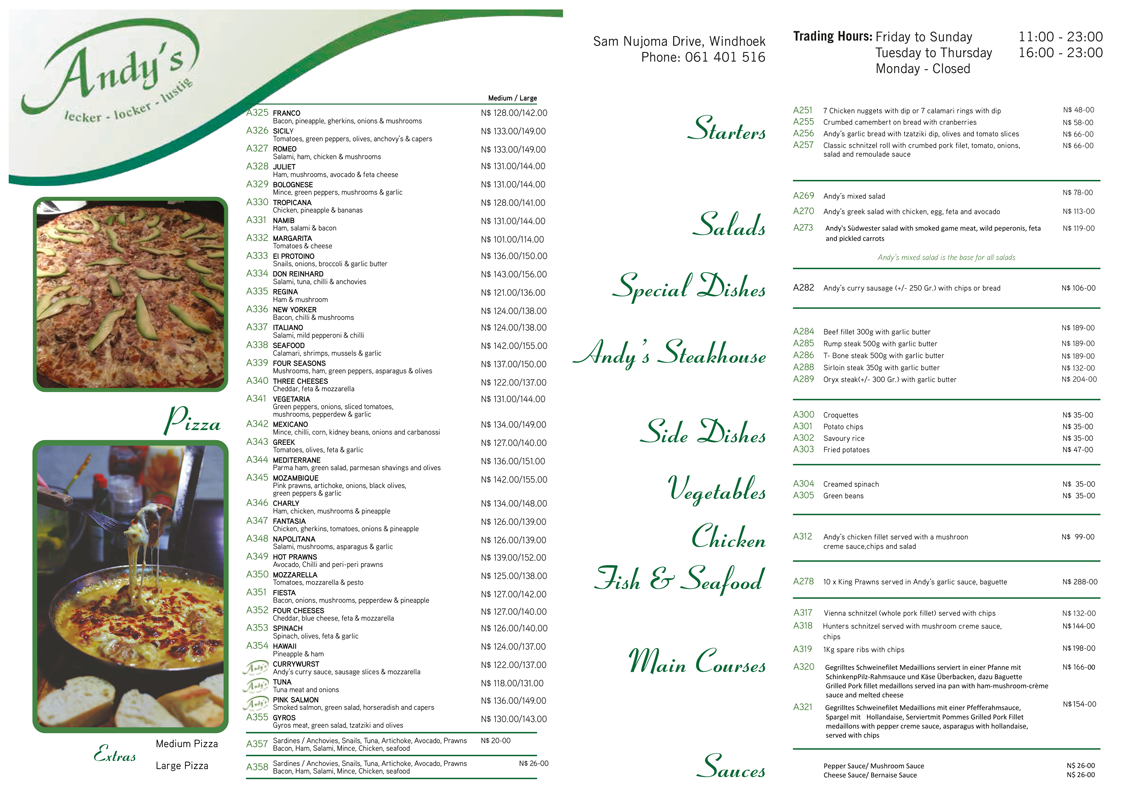 Andy's
lecker - locker - lustig
Medium / Large
A325 FRANCO N$ 128.00/142.00
Bacon, pineapple, gherkins, onions & mushrooms
A326 SICILY N$ 133.00/149.00
Tomatoes, green peppers, olives, anchovy's & capers
A327 ROMEO N$ 133.00/149.00
Salami, ham, chicken & mushrooms
A328 JULIET N$ 131.00/144.00
Ham, mushrooms, avocado & feta cheese
A329 BOLOGNESE N$ 131.00/144.00
Mince, green peppers, mushrooms & garlic
A330 TROPICANA N$ 128.00/141.00
Chicken, pineapple & bananas
A331 NAMIB N$ 131.00/144.00
Ham, salami & bacon
A332 MARGARITA N$ 101.00/114.00
Tomatoes & cheese
A333 El PROTOINO N$ 136.00/150.00
Snails, onions, broccoli & garlic butter
A334 DON REINHARD N$ 143.00/156.00
Salami, tuna, chilli & anchovies
A335 REGINA N$ 121.00/136.00
Ham & mushroom
A336 NEW YORKER N$ 124.00/138.00
Bacon, chilli & mushrooms
A337 ITALIANO N$ 124.00/138.00
Salami, mild pepperoni & chilli
A338 SEAFOOD N$ 142.00/155.00
Calamari, shrimps, mussels & garlic
A339 FOUR SEASONS N$ 137.00/150.00
Mushrooms, ham, green peppers, asparagus & olives
A340 THREE CHEESES N$ 122.00/137.00
Cheddar, feta & mozzarella
A341 VEGETARIA N$ 131.00/144.00
Green peppers, onions, sliced tomatoes,
mushrooms, pepperdew & garlic
A342 MEXICANO N$ 134.00/149.00
Mince, chilli, corn, kidney beans, onions and carbanossi
A343 GREEK N$ 127.00/140.00
Tomatoes, olives, feta & garlic
A344 MEDITERRANE N$ 136.00/151.00
Parma ham, green salad, parmesan shavings and olives
A345 MOZAMBIQUE N$ 142.00/155.00
Pink prawns, artichoke, onions, black olives,
green peppers & garlic
A346 CHARLY N$ 134.00/148.00
Ham, chicken, mushrooms & pineapple
A347 FANTASIA N$ 126.00/139.00
Chicken, gherkins, tomatoes, onions & pineapple
A348 NAPOLITANA N$ 126.00/139.00
Salami, mushrooms, asparagus & garlic
A349 HOT PRAWNS N$ 139.00/152.00
Avocado, Chilli and peri-peri prawns
A350 MOZZARELLA N$ 125.00/138.00
Tomatoes, mozzarella & pesto
A351 FIESTA N$ 127.00/142.00
Bacon, onions, mushrooms, pepperdew & pineapple
A352 FOUR CHEESES N$ 127.00/140.00
Cheddar, blue cheese, feta & mozzarella
A353 SPINACH N$ 126.00/140.00
Spinach, olives, feta & garlic
A354 HAWAII N$ 124.00/137.00
Pineapple & ham
Andy's CURRYWURST N$ 122.00/137.00
Andy's curry sausage, sausage slices & mozzarella
Andy's TUNA N$ 118.00/131.00
Tuna meat and onions
Andy's PINK SALMON N$ 136.00/149.00
Smoked salmon, green salad, horseradish and capers
A355 GYROS N$ 130.00/143.00
Gyros meat, green salad, tzatziki and olives
Pizza
Extras
Medium Pizza
A357 Sardines / Anchovies, Snails, Tuna, Artichoke, Avocado, Prawns N$ 20-00
Bacon, Ham, Salami, Mince, Chicken, seafood
Large Pizza
A358 Sardines / Anchovies, Snails, Tuna, Artichoke, Avocado, Prawns N$ 26-00
Bacon, Ham, Salami, Mince, Chicken, seafood
Sam Nujoma Drive, Windhoek
Phone: 061 401 516
Trading Hours: Friday to Sunday 11:00 - 23:00
Tuesday to Thursday 16:00 - 23:00
Monday - Closed
Starters
A251 7 Chicken nuggets with dip or 7 calamari rings with dip N$ 48-00
A255 Crumbed camembert on bread with cranberries N$ 58-00
A256 Andy's garlic bread with tzatziki dip, olives and tomato slices N$ 66-00
A257 Classic schnitzel roll with crumbed pork filet, tomato, onions, N$ 66-00
salad and remoulade sauce
Salads
A269 Andy's mixed salad N$ 78-00
A270 Andy's greek salad with chicken, egg, feta and avocado N$ 113-00
A273 Andy's Südwester salad with smoked game meat, wild peperonis, feta N$ 119-00
and pickled carrots
Andy's mixed salad is the base for all salads
Special Dishes
A282 Andy's curry sausage (+/- 250 Gr.) with chips or bread N$ 106-00
Andy's Steakhouse
A284 Beef fillet 300g with garlic butter N$ 189-00
A285 Rump steak 500g with garlic butter N$ 189-00
A286 T- Bone steak 500g with garlic butter N$ 189-00
A288 Sirloin steak 350g with garlic butter N$ 132-00
A289 Oryx steak(+/- 300 Gr.) with garlic butter N$ 204-00
Side Dishes
A300 Croquettes N$ 35-00
A301 Potato chips N$ 35-00
A302 Savoury rice N$ 35-00
A303 Fried potatoes N$ 47-00
Vegetables
A304 Creamed spinach N$ 35-00
A305 Green beans N$ 35-00
Chicken
A312 Andy's chicken fillet served with a mushroon N$ 99-00
creme sauce,chips and salad
Fish & Seafood
A278 10 x King Prawns served in Andy's garlic sauce, baguette N$ 288-00
Main Courses
A317 Vienna schnitzel (whole pork fillet) served with chips N$ 132-00
A318 Hunters schnitzel served with mushroom creme sauce, N$ 144-00
chips
A319 1Kg spare ribs with chips N$ 198-00
A320 Gegrilltes Schweinefilet Medaillions serviert in einer Pfanne mit N$ 166-00
SchinkenPilz-Rahmsauce und Käse Überbacken, dazu Baguette
Grilled Pork fillet medaillons served ina pan with ham-mushroom-crème
sauce and melted cheese
A321 Gegrilltes Schweinefilet Medaillons mit einer Pfefferahmsauce, N$ 154-00
Spargel mit Hollandaise, Serviertmit Pommes Grilled Pork Fillet
medaillons with pepper creme sauce, asparagus with hollandaise,
served with chips
Sauces
Pepper Sauce/ Mushroom Sauce N$ 26-00
Cheese Sauce/ Bernaise Sauce N$ 26-00